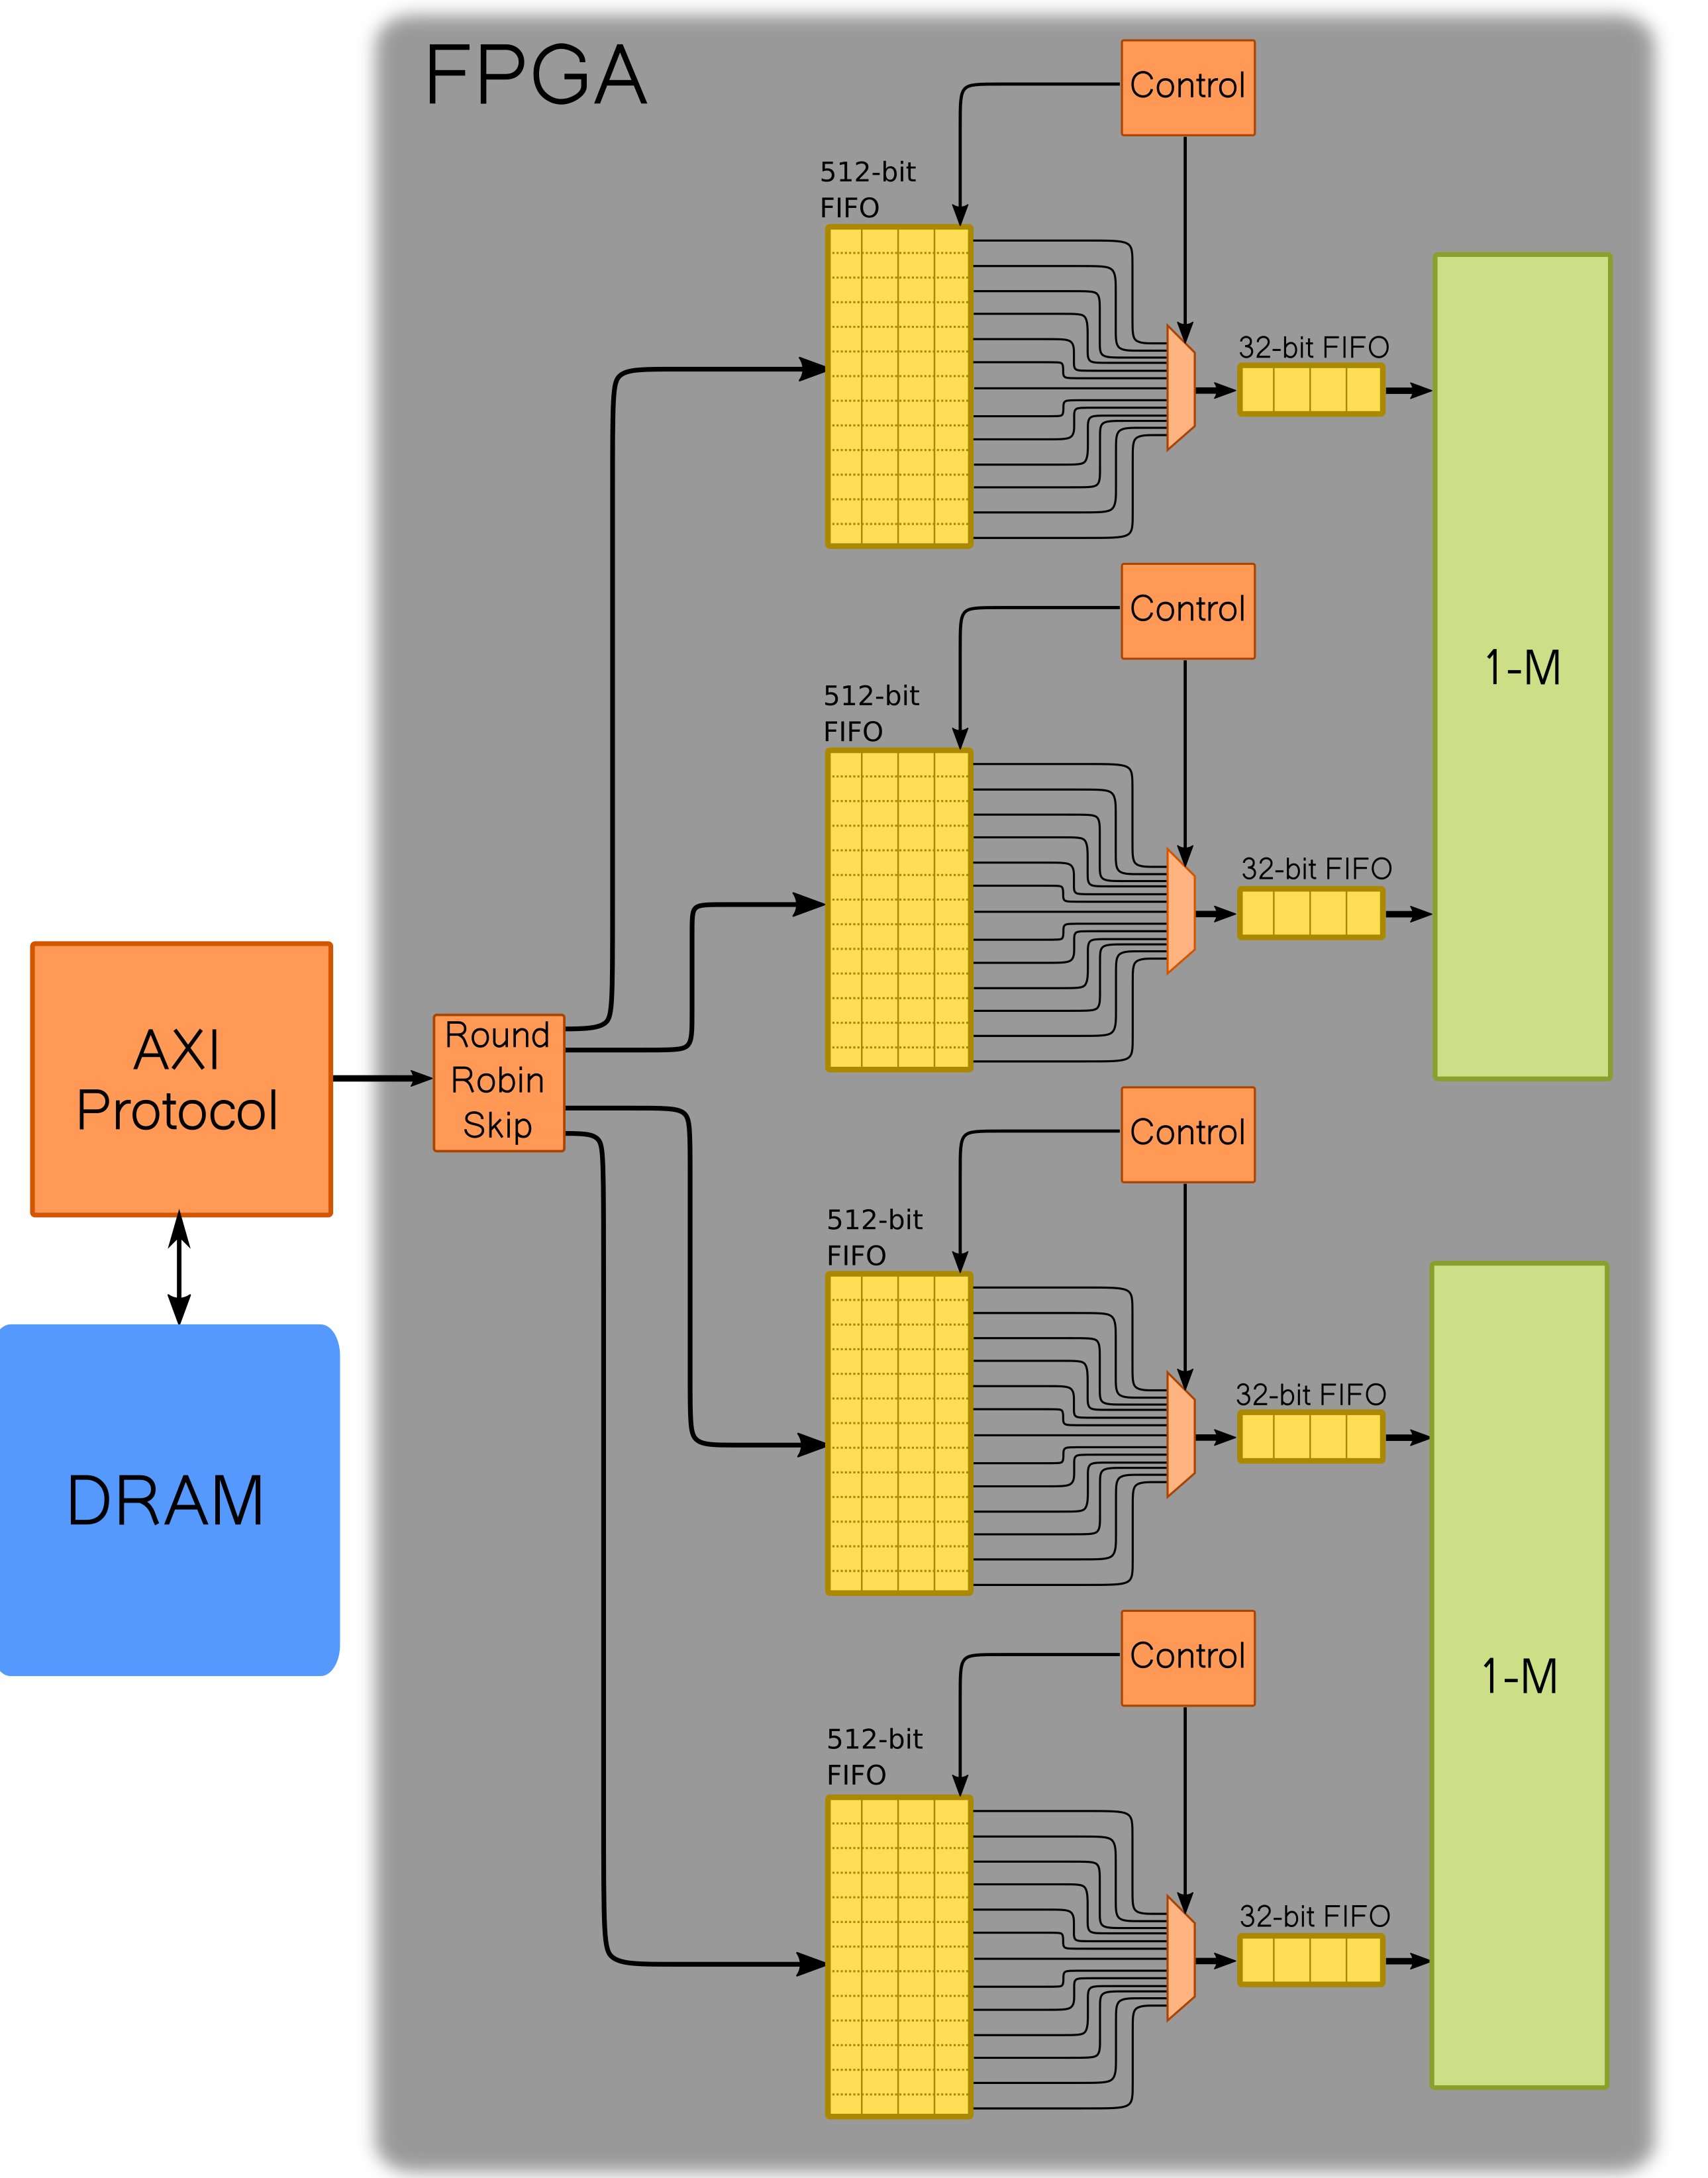 FPGA
Control
512-bit
FIFO
32-bit FIFO
Control
1-M
512-bit
FIFO
32-bit FIFO
AXI
Protocol
Round
Robin
Skip
Control
512-bit
FIFO
32-bit FIFO
DRAM
Control
1-M
512-bit
FIFO
32-bit FIFO